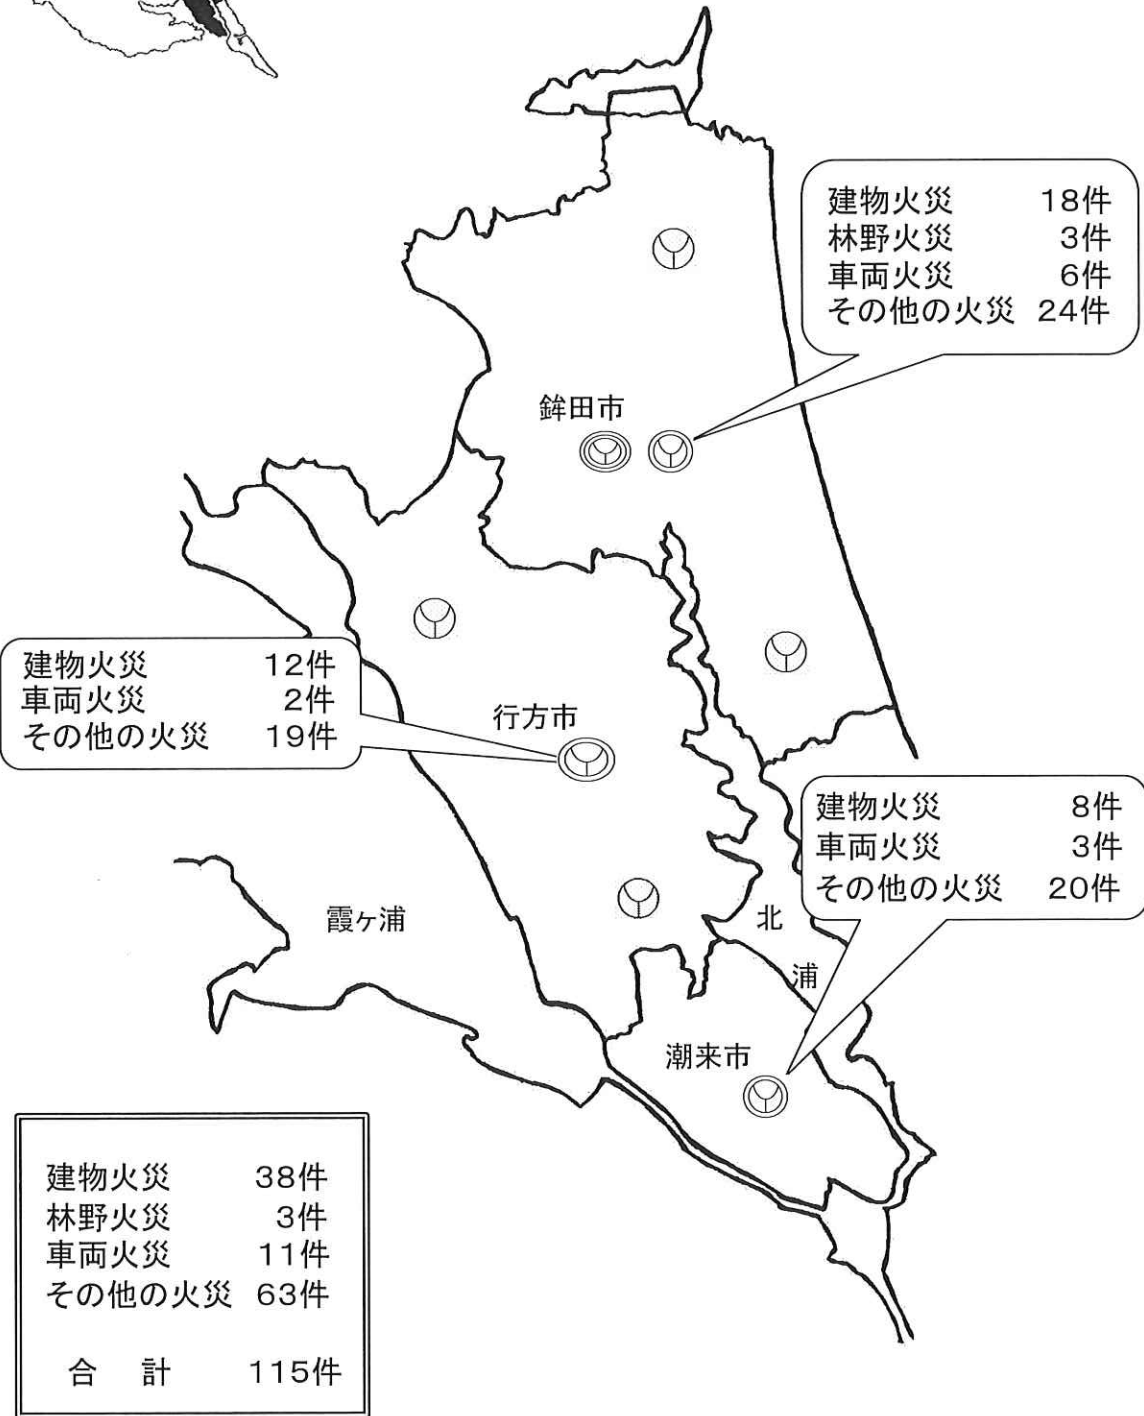 建物火災 18件
林野火災 3件
車両火災 6件
その他の火災 24件
鉾田市
建物火災 12件
車両火災 2件
その他の火災 19件
行方市
建物火災 8件
車両火災 3件
その他の火災 20件
霞ヶ浦
北
浦
潮来市
建物火災 38件
林野火災 3件
車両火災 11件
その他の火災 63件
合 計 115件